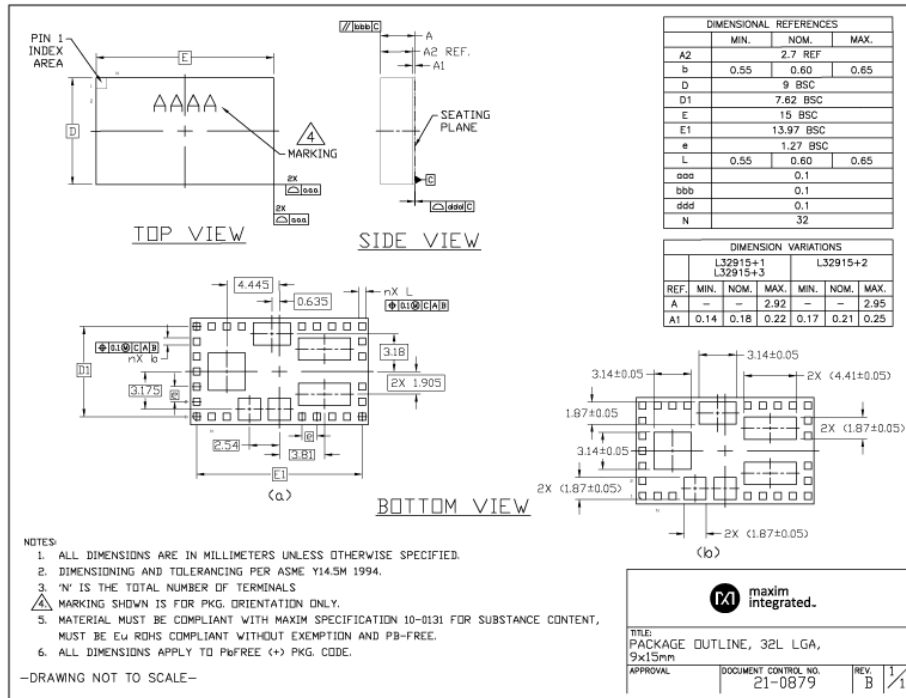 PIN 1
INDEX
AREA
E
D
AAAA
4
MARKING
2X
aaa
2X
aaa
TOP VIEW
// bbb C
A
A2 REF.
A1
SEATING
PLANE
C
ddd C
SIDE VIEW
DIMENSIONAL REFERENCES
MIN. NOM. MAX.
A2 2.7 REF
b 0.55 0.60 0.65
D 9 BSC
D1 7.62 BSC
E 15 BSC
E1 13.97 BSC
e 1.27 BSC
L 0.55 0.60 0.65
aaa 0.1
bbb 0.1
ddd 0.1
N 32
DIMENSION VARIATIONS
L32915+1
L32915+3
L32915+2
REF. MIN. NOM. MAX. MIN. NOM. MAX.
A – – 2.92 – – 2.95
A1 0.14 0.18 0.22 0.17 0.21 0.25
4.445
0.635
nX L
⌖ 0.1Ⓜ C A B
⌖ 0.1Ⓜ C A B
nX b
D1
3.175
e
3.18
2X 1.905
2.54
e
3.81
E1
(a)
BOTTOM VIEW
3.14±0.05
3.14±0.05
2X (4.41±0.05)
1.87±0.05
2X (1.87±0.05)
3.14±0.05
2X (1.87±0.05)
2X (1.87±0.05)
2X (1.87±0.05)
(b)
NOTES:
1. ALL DIMENSIONS ARE IN MILLIMETERS UNLESS OTHERWISE SPECIFIED.
2. DIMENSIONING AND TOLERANCING PER ASME Y14.5M 1994.
3. 'N' IS THE TOTAL NUMBER OF TERMINALS
4. MARKING SHOWN IS FOR PKG. ORIENTATION ONLY.
5. MATERIAL MUST BE COMPLIANT WITH MAXIM SPECIFICATION 10-0131 FOR SUBSTANCE CONTENT,
MUST BE Eu ROHS COMPLIANT WITHOUT EXEMPTION AND PB-FREE.
6. ALL DIMENSIONS APPLY TO PbFREE (+) PKG. CODE.
-DRAWING NOT TO SCALE-
maxim
integrated™
TITLE:
PACKAGE OUTLINE, 32L LGA,
9x15mm
APPROVAL
DOCUMENT CONTROL NO.
21-0879
REV.
B
1/1